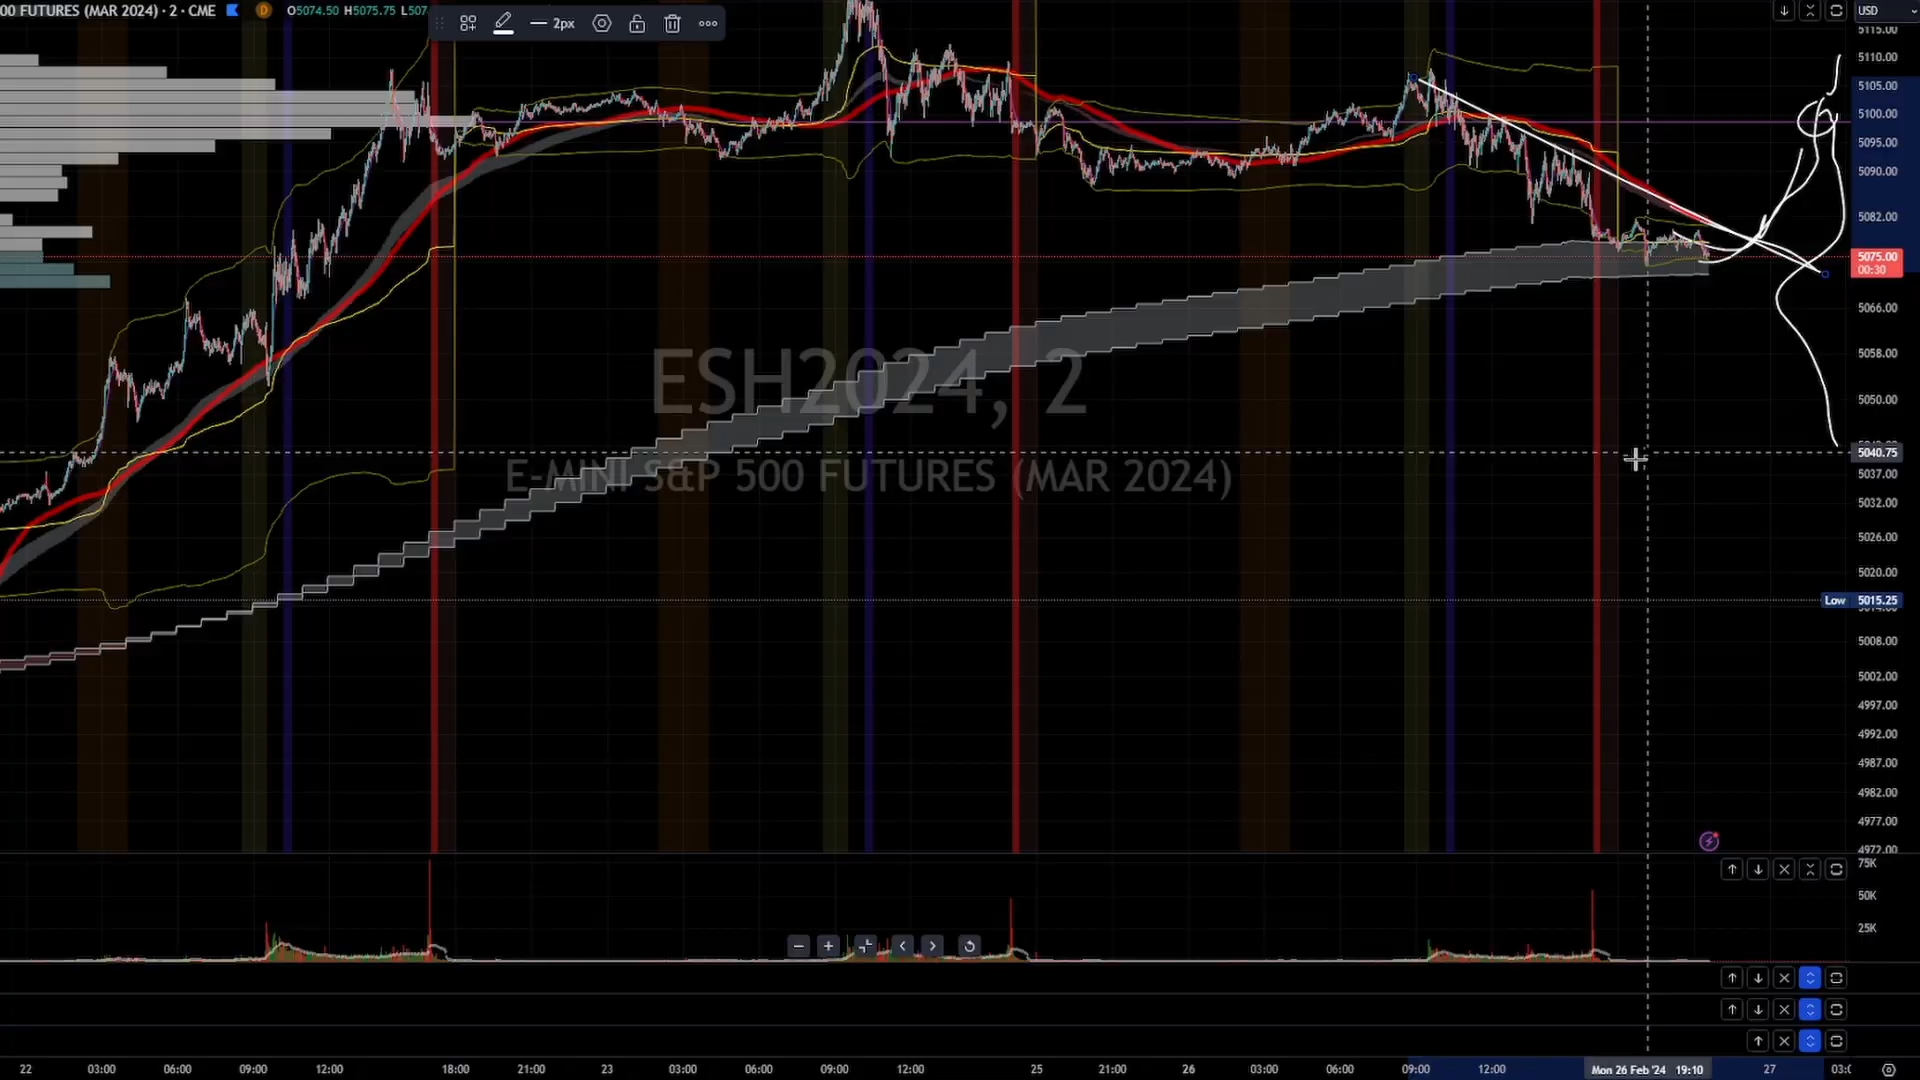 00 FUTURES (MAR 2024) · 2 · CME D O5074.50 H5075.75 L507
2px
USD
5115.00
5110.00
5105.00
5100.00
5095.00
5090.00
5082.00
5075.00
00:30
5066.00
5058.00
5050.00
5040.75
5037.00
5032.00
5026.00
5020.00
Low 5015.25
5008.00
5002.00
4997.00
4992.00
4987.00
4982.00
4977.00
4972.00
ESH2024, 2
E-MINI S&P 500 FUTURES (MAR 2024)
75K
50K
25K
22 03:00 06:00 09:00 12:00 18:00 21:00 23 03:00 06:00 09:00 12:00 25 21:00 26 03:00 06:00 09:00 12:00 Mon 26 Feb '24 19:10 27 03:0